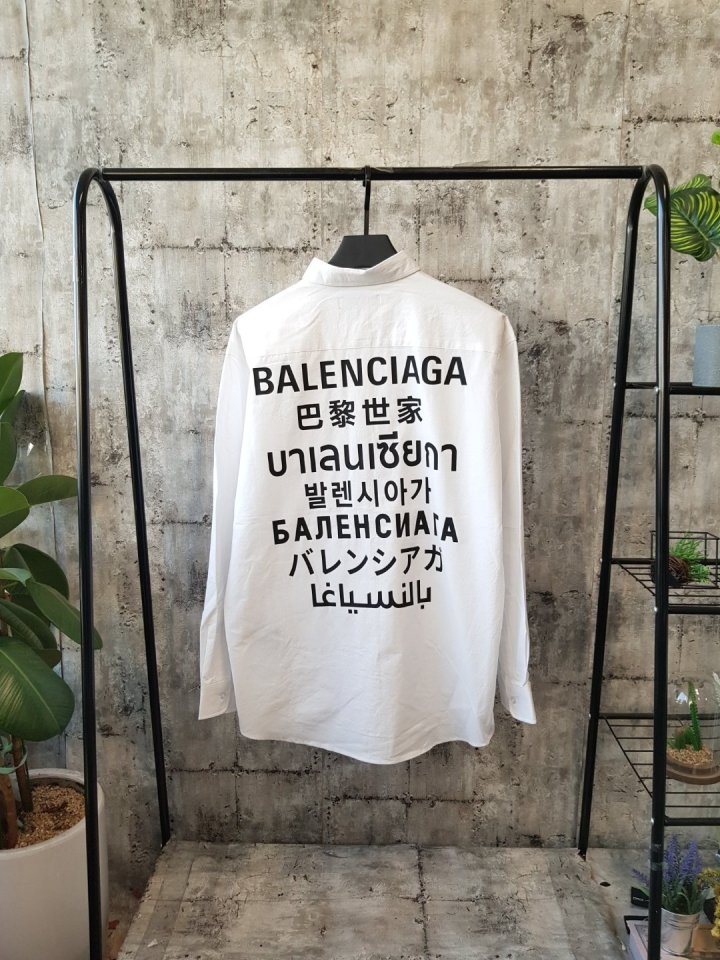 BALENCIAGA
巴黎世家
บาเลนเซียกา
발렌시아가
БАЛЕНСИАГА
バレンシアガ
بالنسياغا